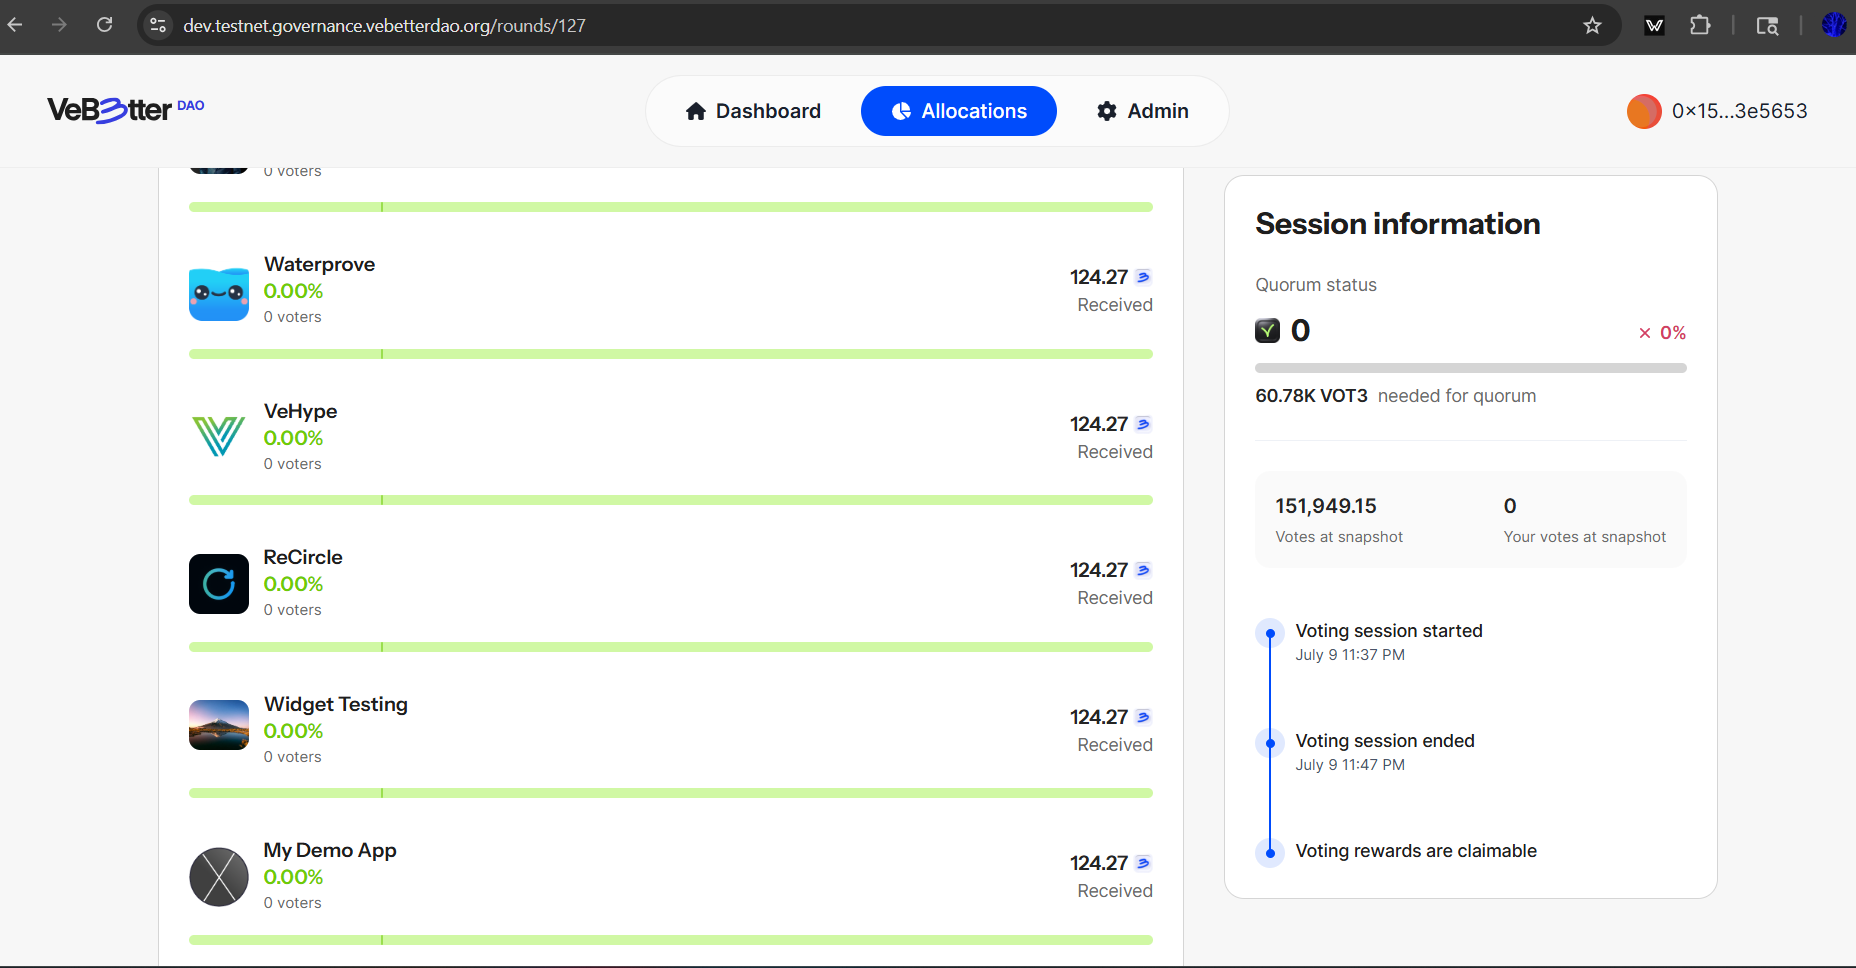 dev.testnet.governance.vebetterdao.org/rounds/127
VeBetter DAO
Dashboard
Allocations
Admin
0×15...3e5653
0 voters
Waterprove
0.00%
0 voters
124.27
Received
VeHype
0.00%
0 voters
124.27
Received
ReCircle
0.00%
0 voters
124.27
Received
Widget Testing
0.00%
0 voters
124.27
Received
My Demo App
0.00%
0 voters
124.27
Received
Session information
Quorum status
0
× 0%
60.78K VOT3 needed for quorum
151,949.15
Votes at snapshot
0
Your votes at snapshot
Voting session started
July 9 11:37 PM
Voting session ended
July 9 11:47 PM
Voting rewards are claimable